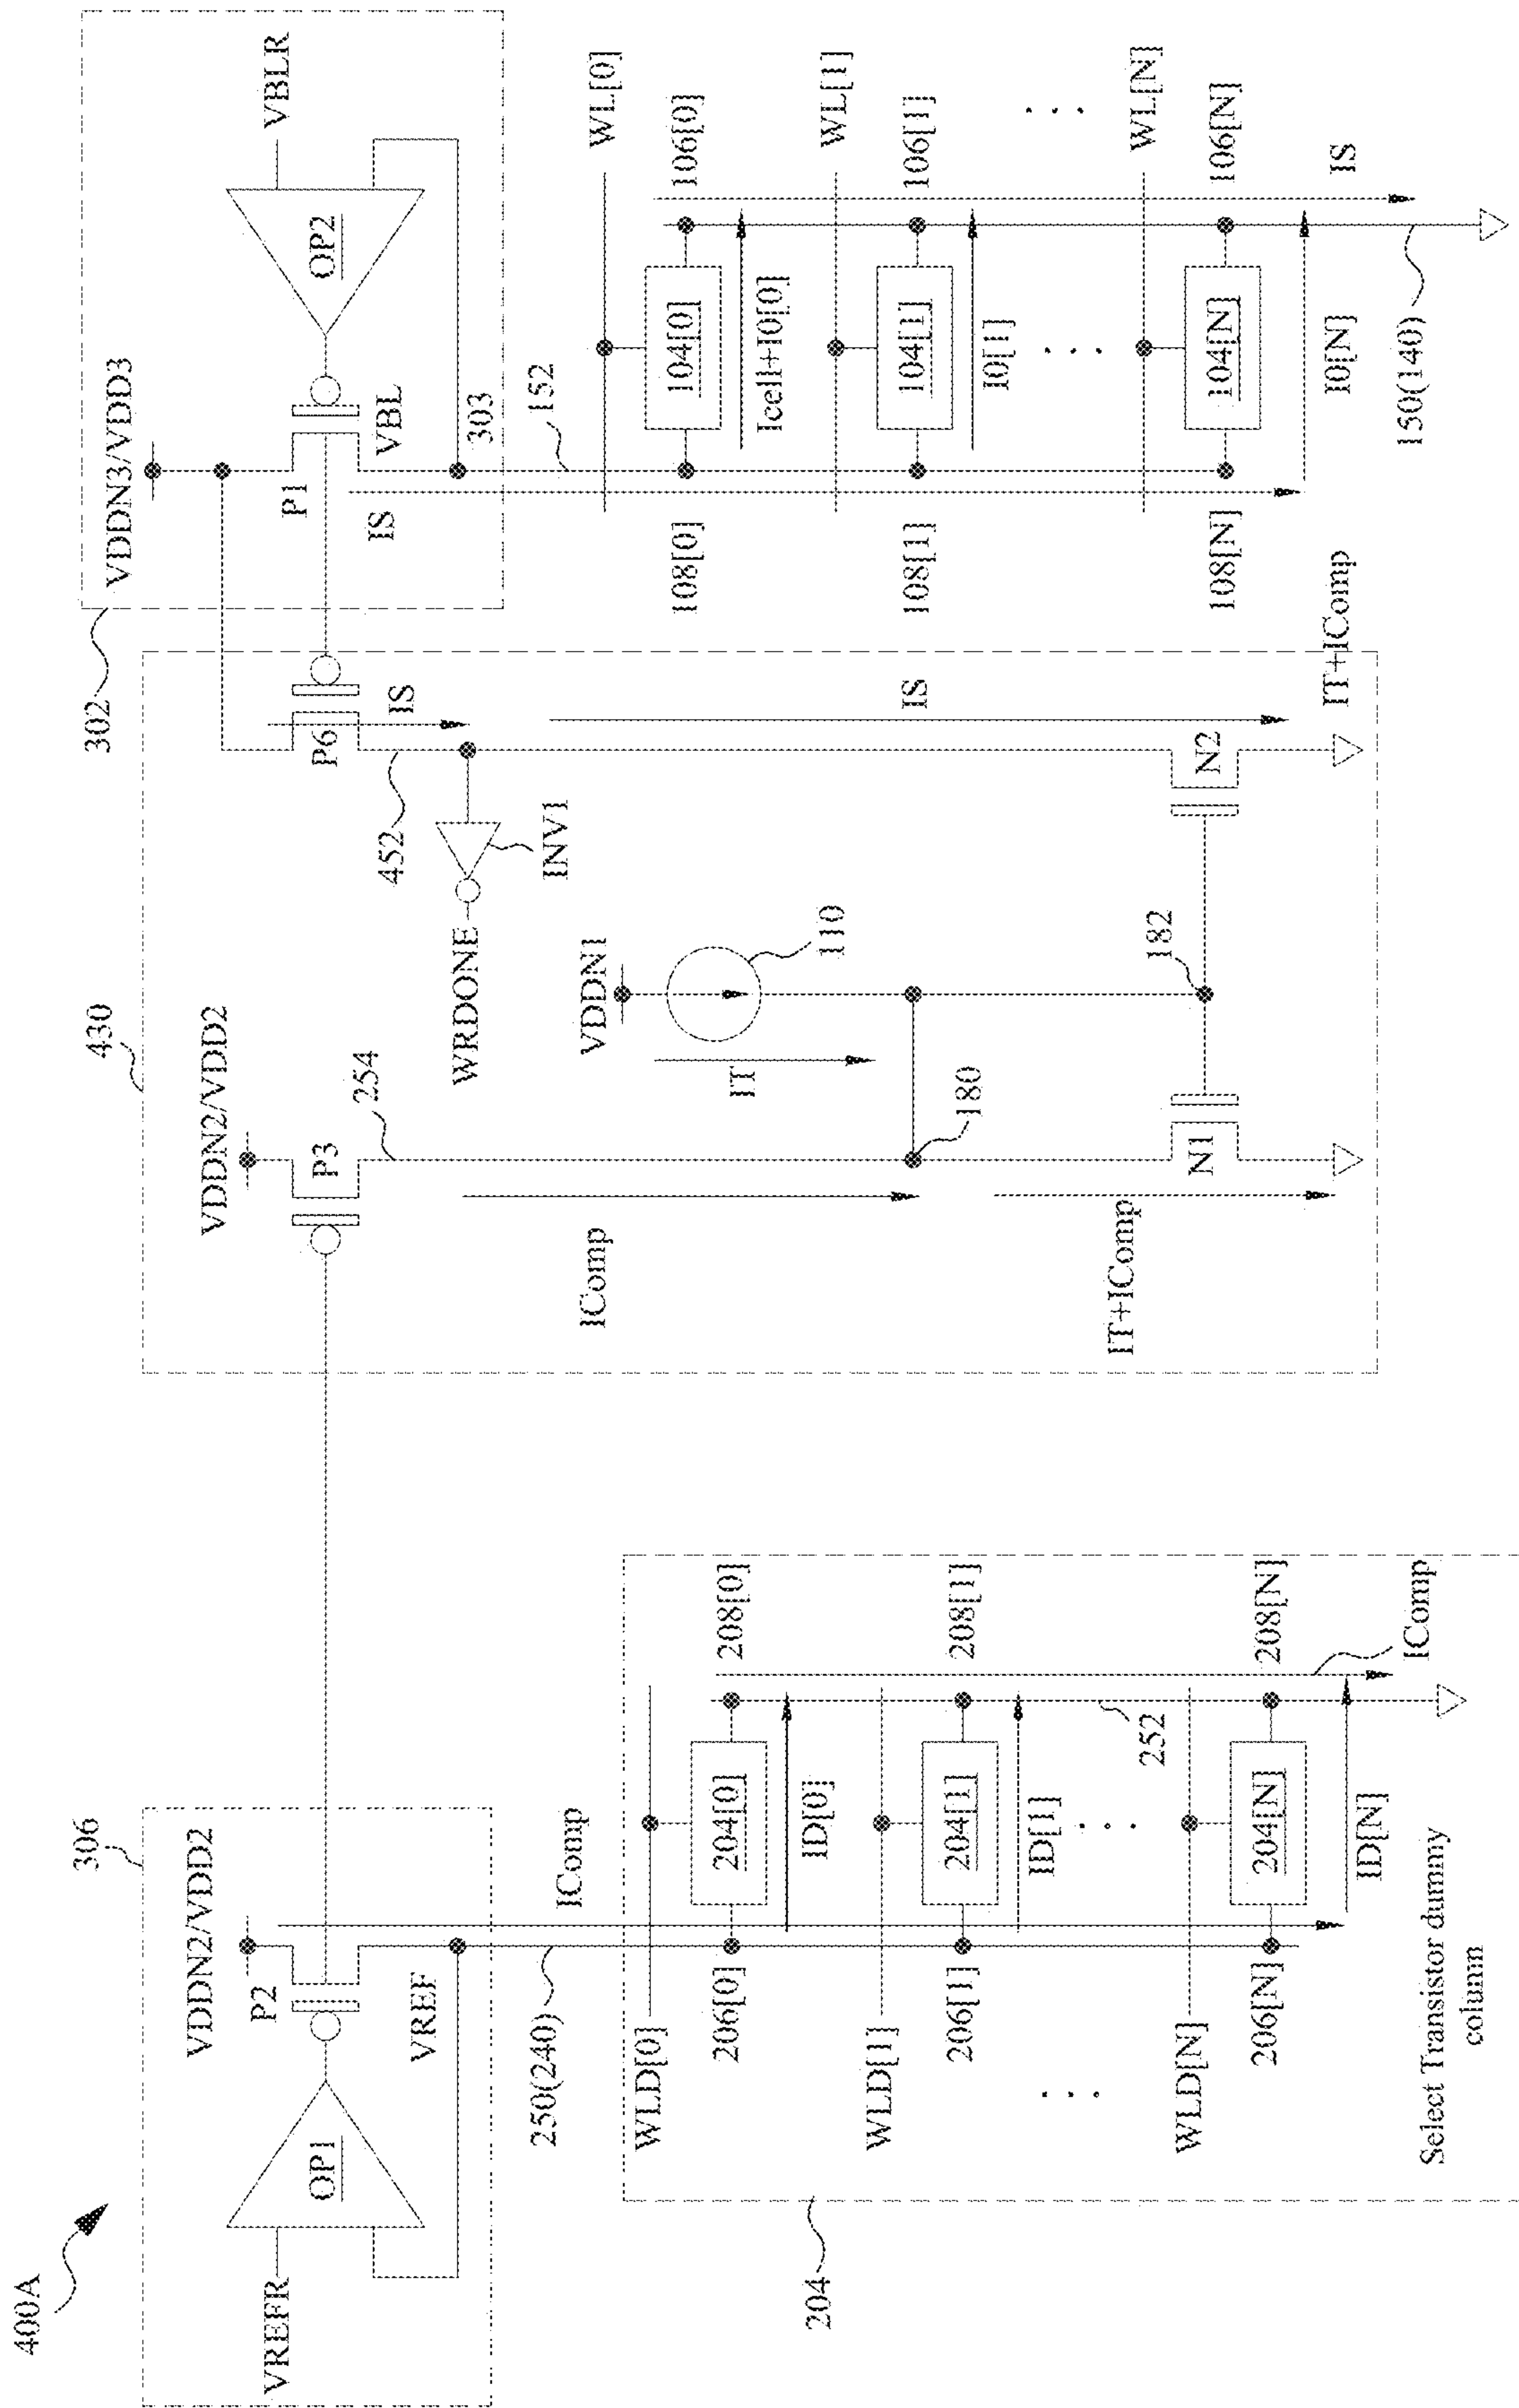 400A
306
VDDN2/VDD2
P2
OP1
VREFR
VREF
250(240)
IComp
204
WLD[0]
206[0]
204[0]
208[0]
ID[0]
WLD[1]
206[1]
204[1]
208[1]
ID[1]
252
. . .
. . .
WLD[N]
206[N]
204[N]
208[N]
ID[N]
IComp
Select Transistor dummy
column
430
VDDN2/VDD2
P3
254
IComp
VDDN1
110
IT
180
182
N1
IT+IComp
WRDONE
INV1
452
P6
IS
IS
N2
IT+IComp
302
VDDN3/VDD3
P1
IS
VBL
OP2
VBLR
303
152
WL[0]
108[0]
104[0]
106[0]
Icell+I0[0]
WL[1]
108[1]
104[1]
106[1]
I0[1]
. . .
. . .
WL[N]
108[N]
104[N]
106[N]
I0[N]
IS
150(140)